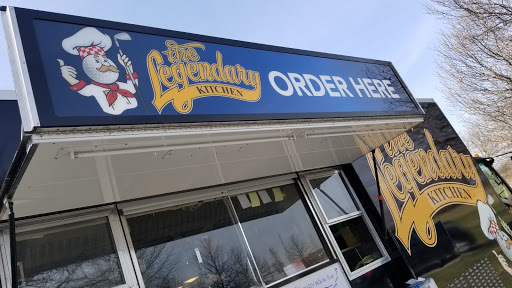 the
Legendary
KITCHEN
ORDER HERE
the
Legendary
KITCHEN